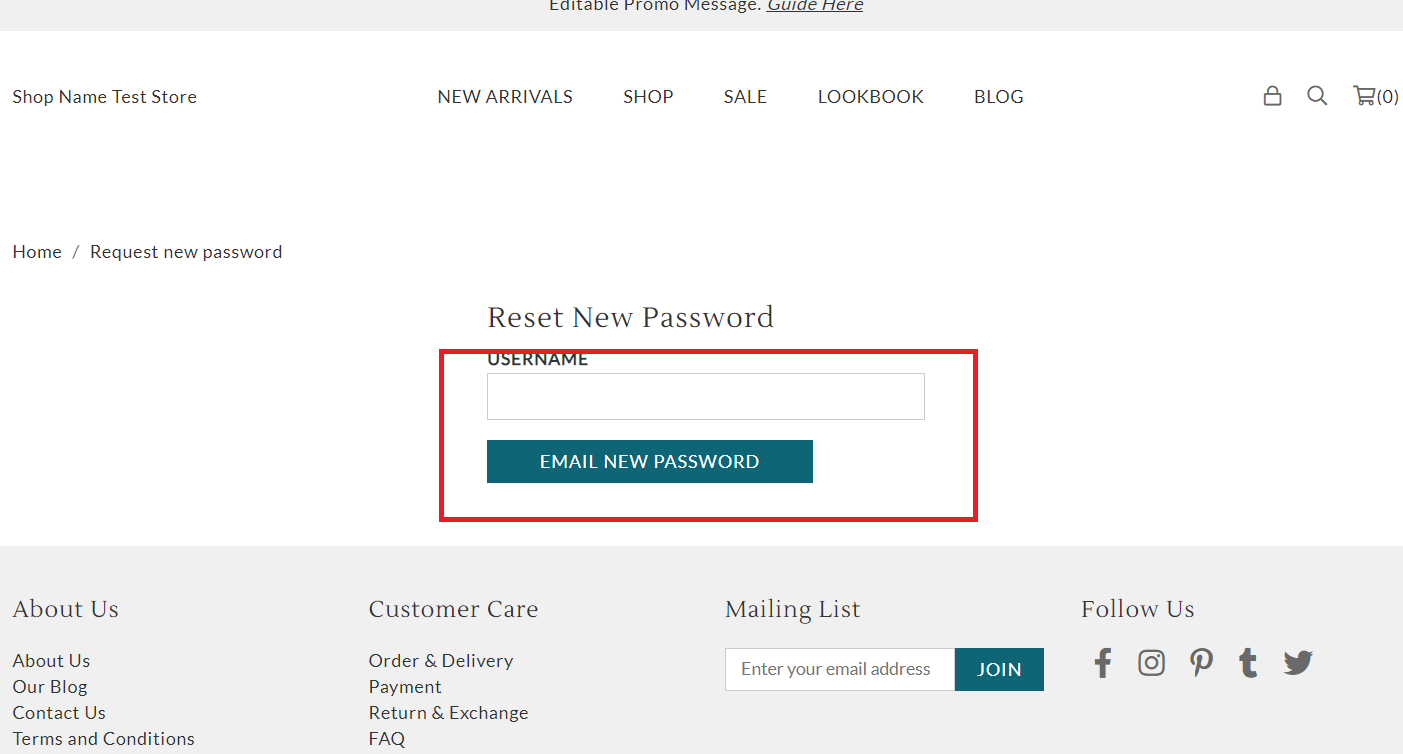 Editable Promo Message. Guide Here
Shop Name Test Store
NEW ARRIVALS
SHOP
SALE
LOOKBOOK
BLOG
(0)
Home / Request new password
Reset New Password
USERNAME
EMAIL NEW PASSWORD
About Us
About Us
Our Blog
Contact Us
Terms and Conditions
Customer Care
Order & Delivery
Payment
Return & Exchange
FAQ
Mailing List
Enter your email address
JOIN
Follow Us